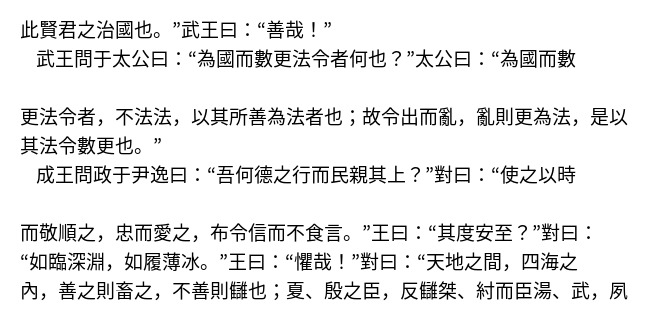 此賢君之治國也。”武王曰：“善哉！”
武王問于太公曰：“為國而數更法令者何也？”太公曰：“為國而數
更法令者，不法法，以其所善為法者也；故令出而亂，亂則更為法，是以
其法令數更也。”
成王問政于尹逸曰：“吾何德之行而民親其上？”對曰：“使之以時
而敬順之，忠而愛之，布令信而不食言。”王曰：“其度安至？”對曰：
“如臨深淵，如履薄冰。”王曰：“懼哉！”對曰：“天地之間，四海之
內，善之則畜之，不善則讎也；夏、殷之臣，反讎桀、紂而臣湯、武，夙